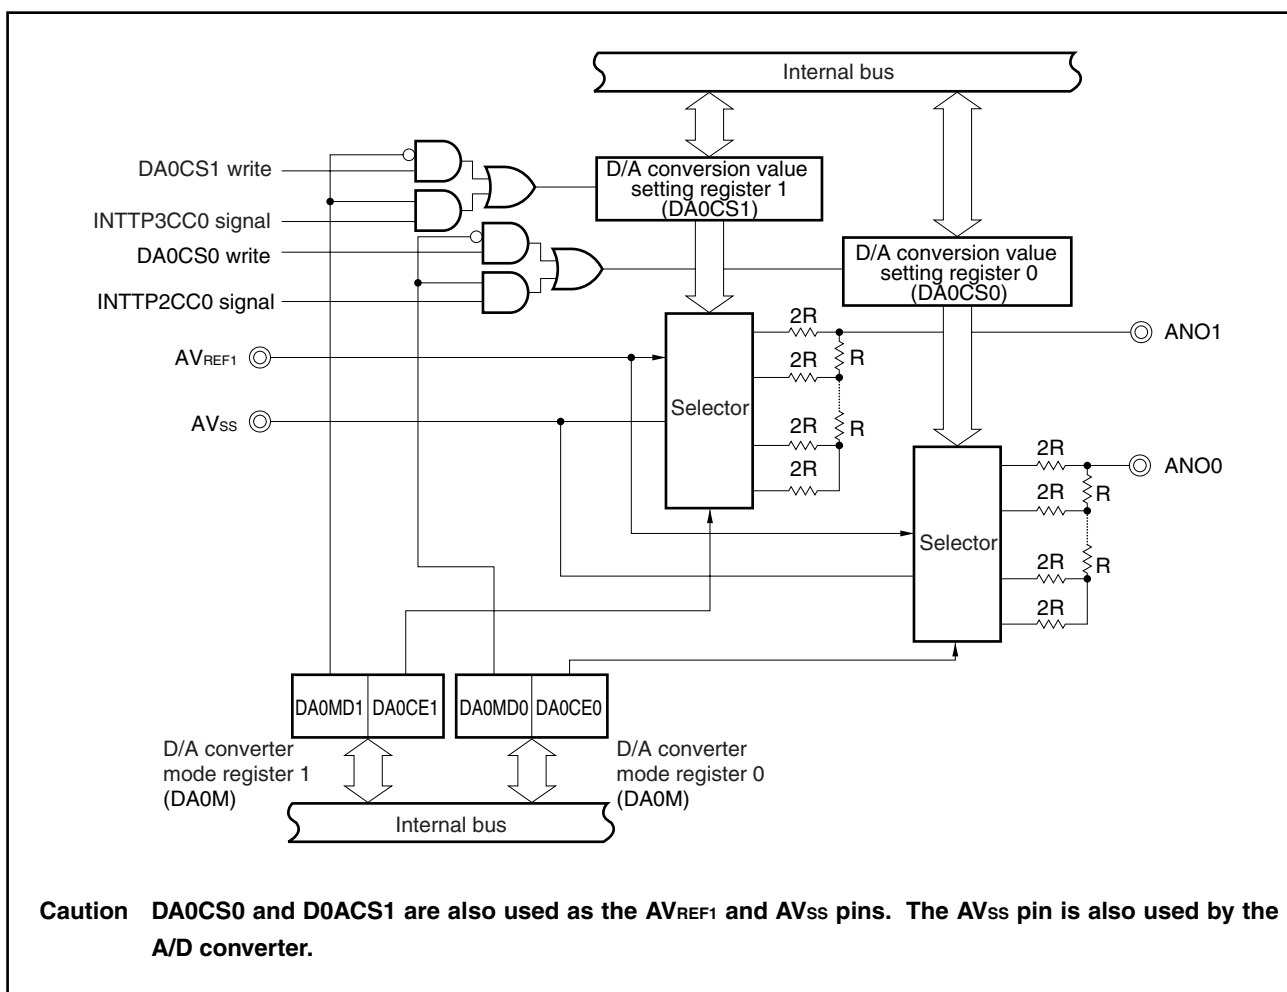 Internal bus
DA0CS1 write
INTTP3CC0 signal
DA0CS0 write
INTTP2CC0 signal
D/A conversion value
setting register 1
(DA0CS1)
D/A conversion value
setting register 0
(DA0CS0)
AVREF1
AVSS
Selector
2R
2R
2R
2R
R
R
ANO1
Selector
2R
2R
2R
2R
R
R
ANO0
DA0MD1 DA0CE1
DA0MD0 DA0CE0
D/A converter
mode register 1
(DA0M)
D/A converter
mode register 0
(DA0M)
Internal bus
Caution DA0CS0 and D0ACS1 are also used as the AVREF1 and AVSS pins. The AVSS pin is also used by the
A/D converter.